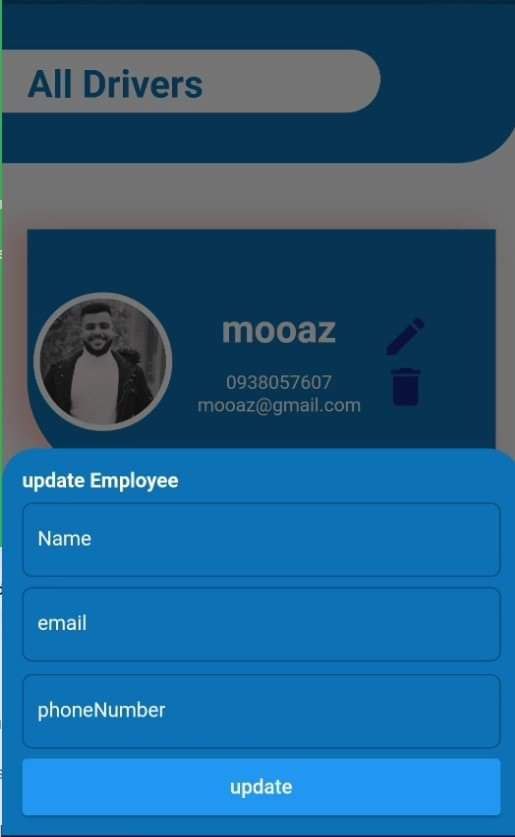 All Drivers
mooaz
0938057607
mooaz@gmail.com
update Employee
Name
email
phoneNumber
update